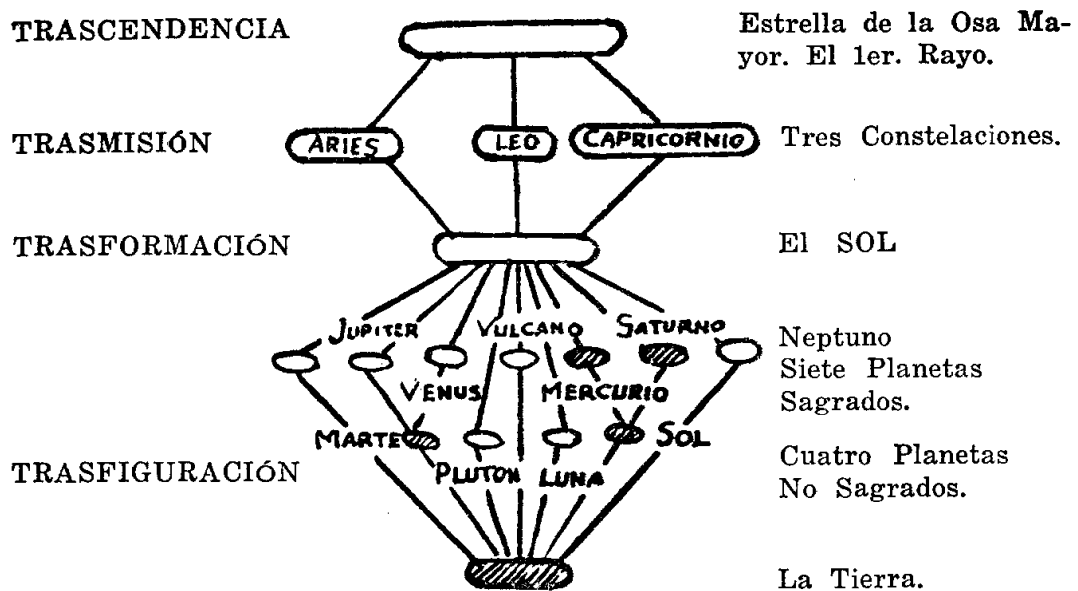 TRASCENDENCIA
Estrella de la Osa Ma-
yor. El 1er. Rayo.
TRASMISIÓN
ARIES
LEO
CAPRICORNIO
Tres Constelaciones.
TRASFORMACIÓN
El SOL
JUPITER
VULCANO
SATURNO
Neptuno
Siete Planetas
Sagrados.
VENUS
MERCURIO
MARTE
SOL
PLUTON
LUNA
TRASFIGURACIÓN
Cuatro Planetas
No Sagrados.
La Tierra.